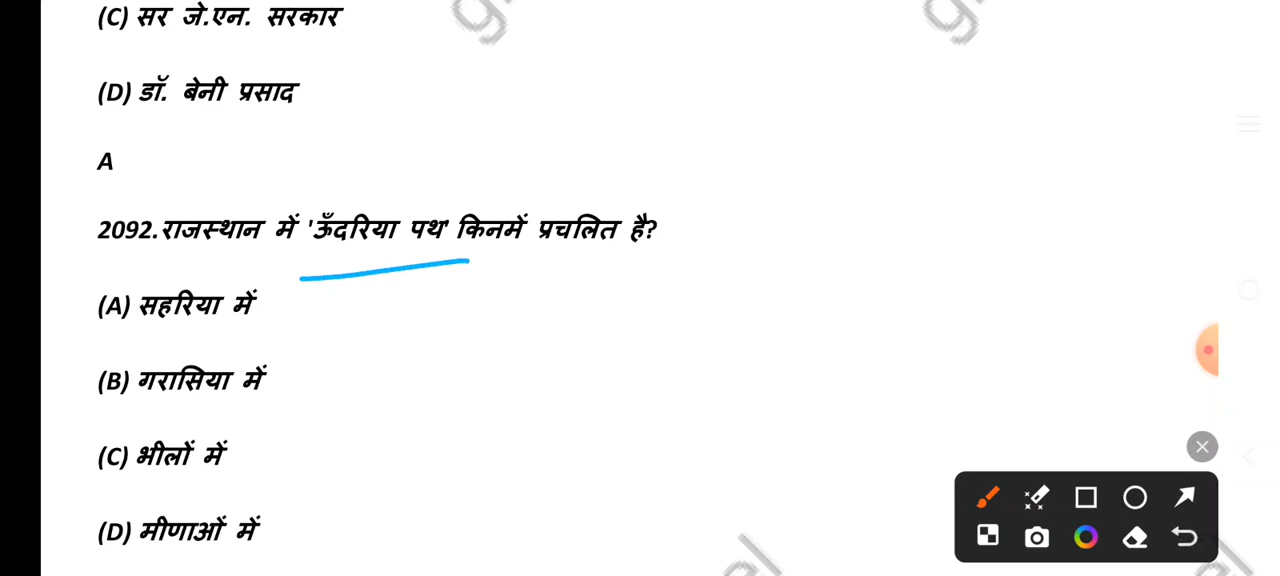 (C) सर जे.एन. सरकार
(D) डॉ. बेनी प्रसाद
A
2092.राजस्थान में 'ऊँदरिया पथ' किनमें प्रचलित है?
(A) सहरिया में
(B) गरासिया में
(C) भीलों में
(D) मीणाओं में